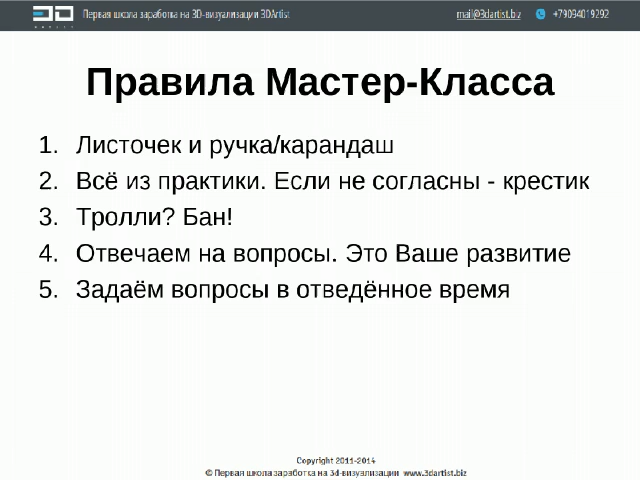 3D Первая школа заработка на 3D-визуализации 3DArtist mail@3dartist.biz +79094019292
Правила Мастер-Класса
1. Листочек и ручка/карандаш
2. Всё из практики. Если не согласны - крестик
3. Тролли? Бан!
4. Отвечаем на вопросы. Это Ваше развитие
5. Задаём вопросы в отведённое время
Copyright 2011-2014
© Первая школа заработка на 3d-визуализации www.3dartist.biz